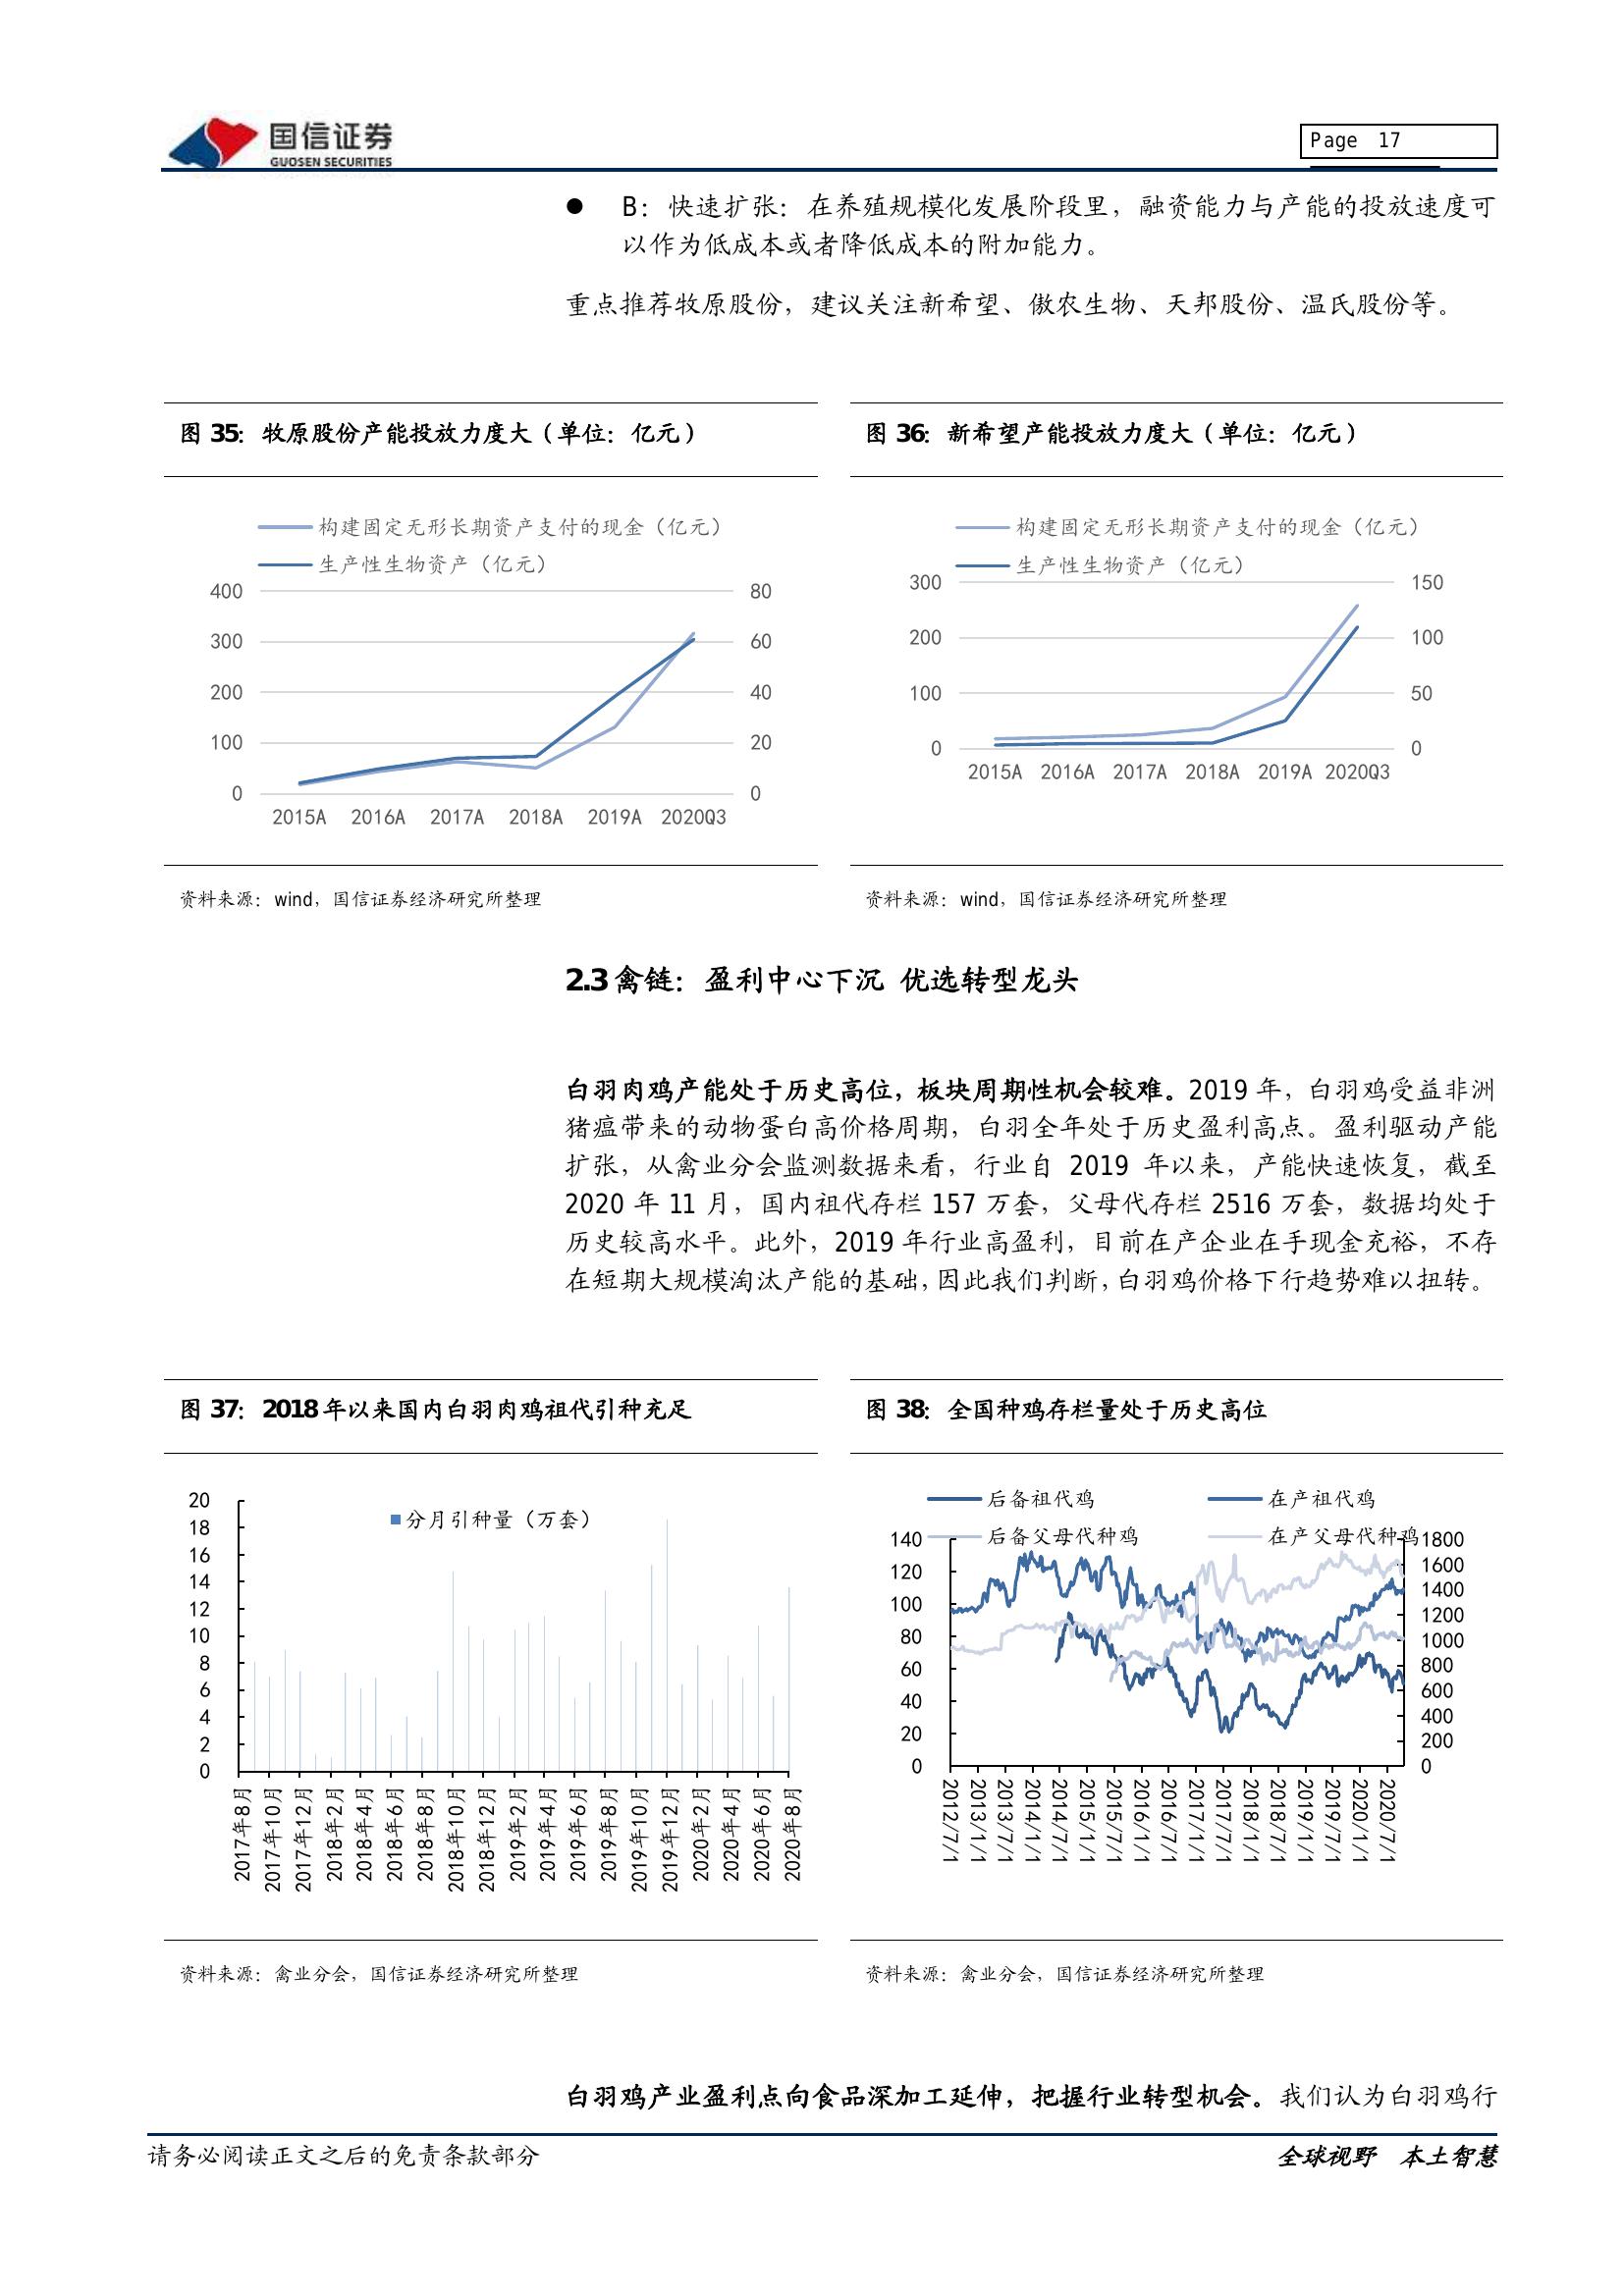 国信证券
GUOSEN SECURITIES
Page 17
● B：快速扩张：在养殖规模化发展阶段里，融资能力与产能的投放速度可
以作为低成本或者降低成本的附加能力。
重点推荐牧原股份，建议关注新希望、傲农生物、天邦股份、温氏股份等。
图 35：牧原股份产能投放力度大（单位：亿元）
构建固定无形长期资产支付的现金（亿元）
生产性生物资产（亿元）
400 80
300 60
200 40
100 20
0 0
2015A 2016A 2017A 2018A 2019A 2020Q3
资料来源：wind，国信证券经济研究所整理
图 36：新希望产能投放力度大（单位：亿元）
构建固定无形长期资产支付的现金（亿元）
生产性生物资产（亿元）
300 150
200 100
100 50
0 0
2015A 2016A 2017A 2018A 2019A 2020Q3
资料来源：wind，国信证券经济研究所整理
2.3 禽链：盈利中心下沉 优选转型龙头
白羽肉鸡产能处于历史高位，板块周期性机会较难。2019 年，白羽鸡受益非洲
猪瘟带来的动物蛋白高价格周期，白羽全年处于历史盈利高点。盈利驱动产能
扩张，从禽业分会监测数据来看，行业自 2019 年以来，产能快速恢复，截至
2020 年 11 月，国内祖代存栏 157 万套，父母代存栏 2516 万套，数据均处于
历史较高水平。此外，2019 年行业高盈利，目前在产企业在手现金充裕，不存
在短期大规模淘汰产能的基础，因此我们判断，白羽鸡价格下行趋势难以扭转。
图 37：2018 年以来国内白羽肉鸡祖代引种充足
分月引种量（万套）
20
18
16
14
12
10
8
6
4
2
0
2017年8月
2017年10月
2017年12月
2018年2月
2018年4月
2018年6月
2018年8月
2018年10月
2018年12月
2019年2月
2019年4月
2019年6月
2019年8月
2019年10月
2019年12月
2020年2月
2020年4月
2020年6月
2020年8月
资料来源：禽业分会，国信证券经济研究所整理
图 38：全国种鸡存栏量处于历史高位
后备祖代鸡 在产祖代鸡
后备父母代种鸡 在产父母代种鸡
140
120
100
80
60
40
20
0
1800
1600
1400
1200
1000
800
600
400
200
0
2012/7/1
2013/1/1
2013/7/1
2014/1/1
2014/7/1
2015/1/1
2015/7/1
2016/1/1
2016/7/1
2017/1/1
2017/7/1
2018/1/1
2018/7/1
2019/1/1
2019/7/1
2020/1/1
2020/7/1
资料来源：禽业分会，国信证券经济研究所整理
白羽鸡产业盈利点向食品深加工延伸，把握行业转型机会。我们认为白羽鸡行
请务必阅读正文之后的免责条款部分
全球视野 本土智慧